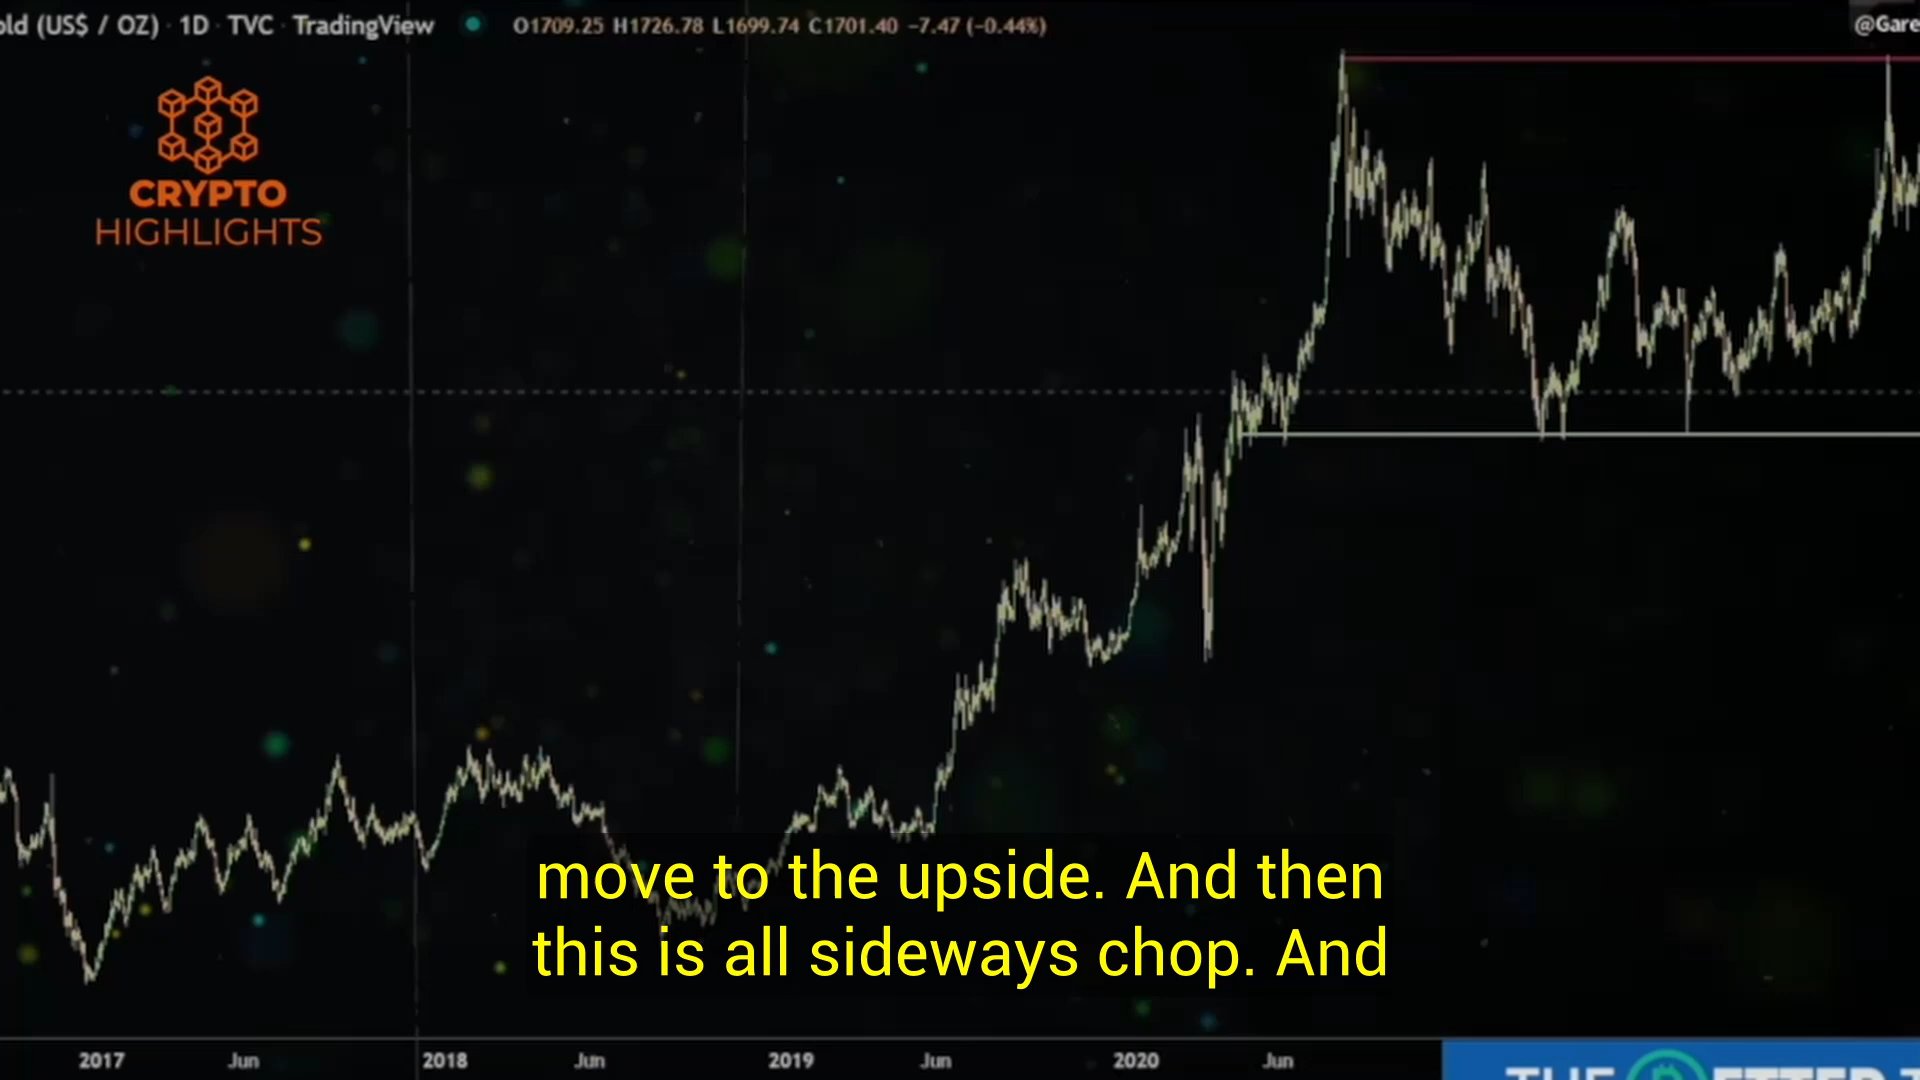 old (US$ / OZ) · 1D · TVC · TradingView O1709.25 H1726.78 L1699.74 C1701.40 −7.47 (−0.44%)
@Gare
CRYPTO
HIGHLIGHTS
move to the upside. And then
this is all sideways chop. And
2017 Jun 2018 Jun 2019 Jun 2020 Jun
THE